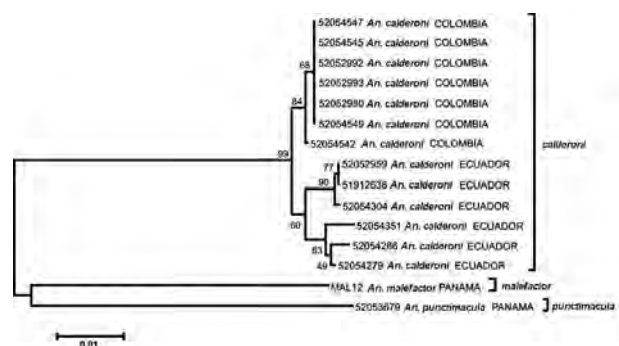 52054547 An. calderoni COLOMBIA
68
52054545 An. calderoni COLOMBIA
52052992 An. calderoni COLOMBIA
52052993 An. calderoni COLOMBIA
84
52052980 An. calderoni COLOMBIA
52054549 An. calderoni COLOMBIA
52054542 An. calderoni COLOMBIA
calderoni
99
77
52052959 An. calderoni ECUADOR
90
51912638 An. calderoni ECUADOR
52054304 An. calderoni ECUADOR
60
52054351 An. calderoni ECUADOR
63
52054286 An. calderoni ECUADOR
49
52054279 An. calderoni ECUADOR
MAL12 An. malefactor PANAMA malefactor
52053679 An. punctimacula PANAMA punctimacula
0.01